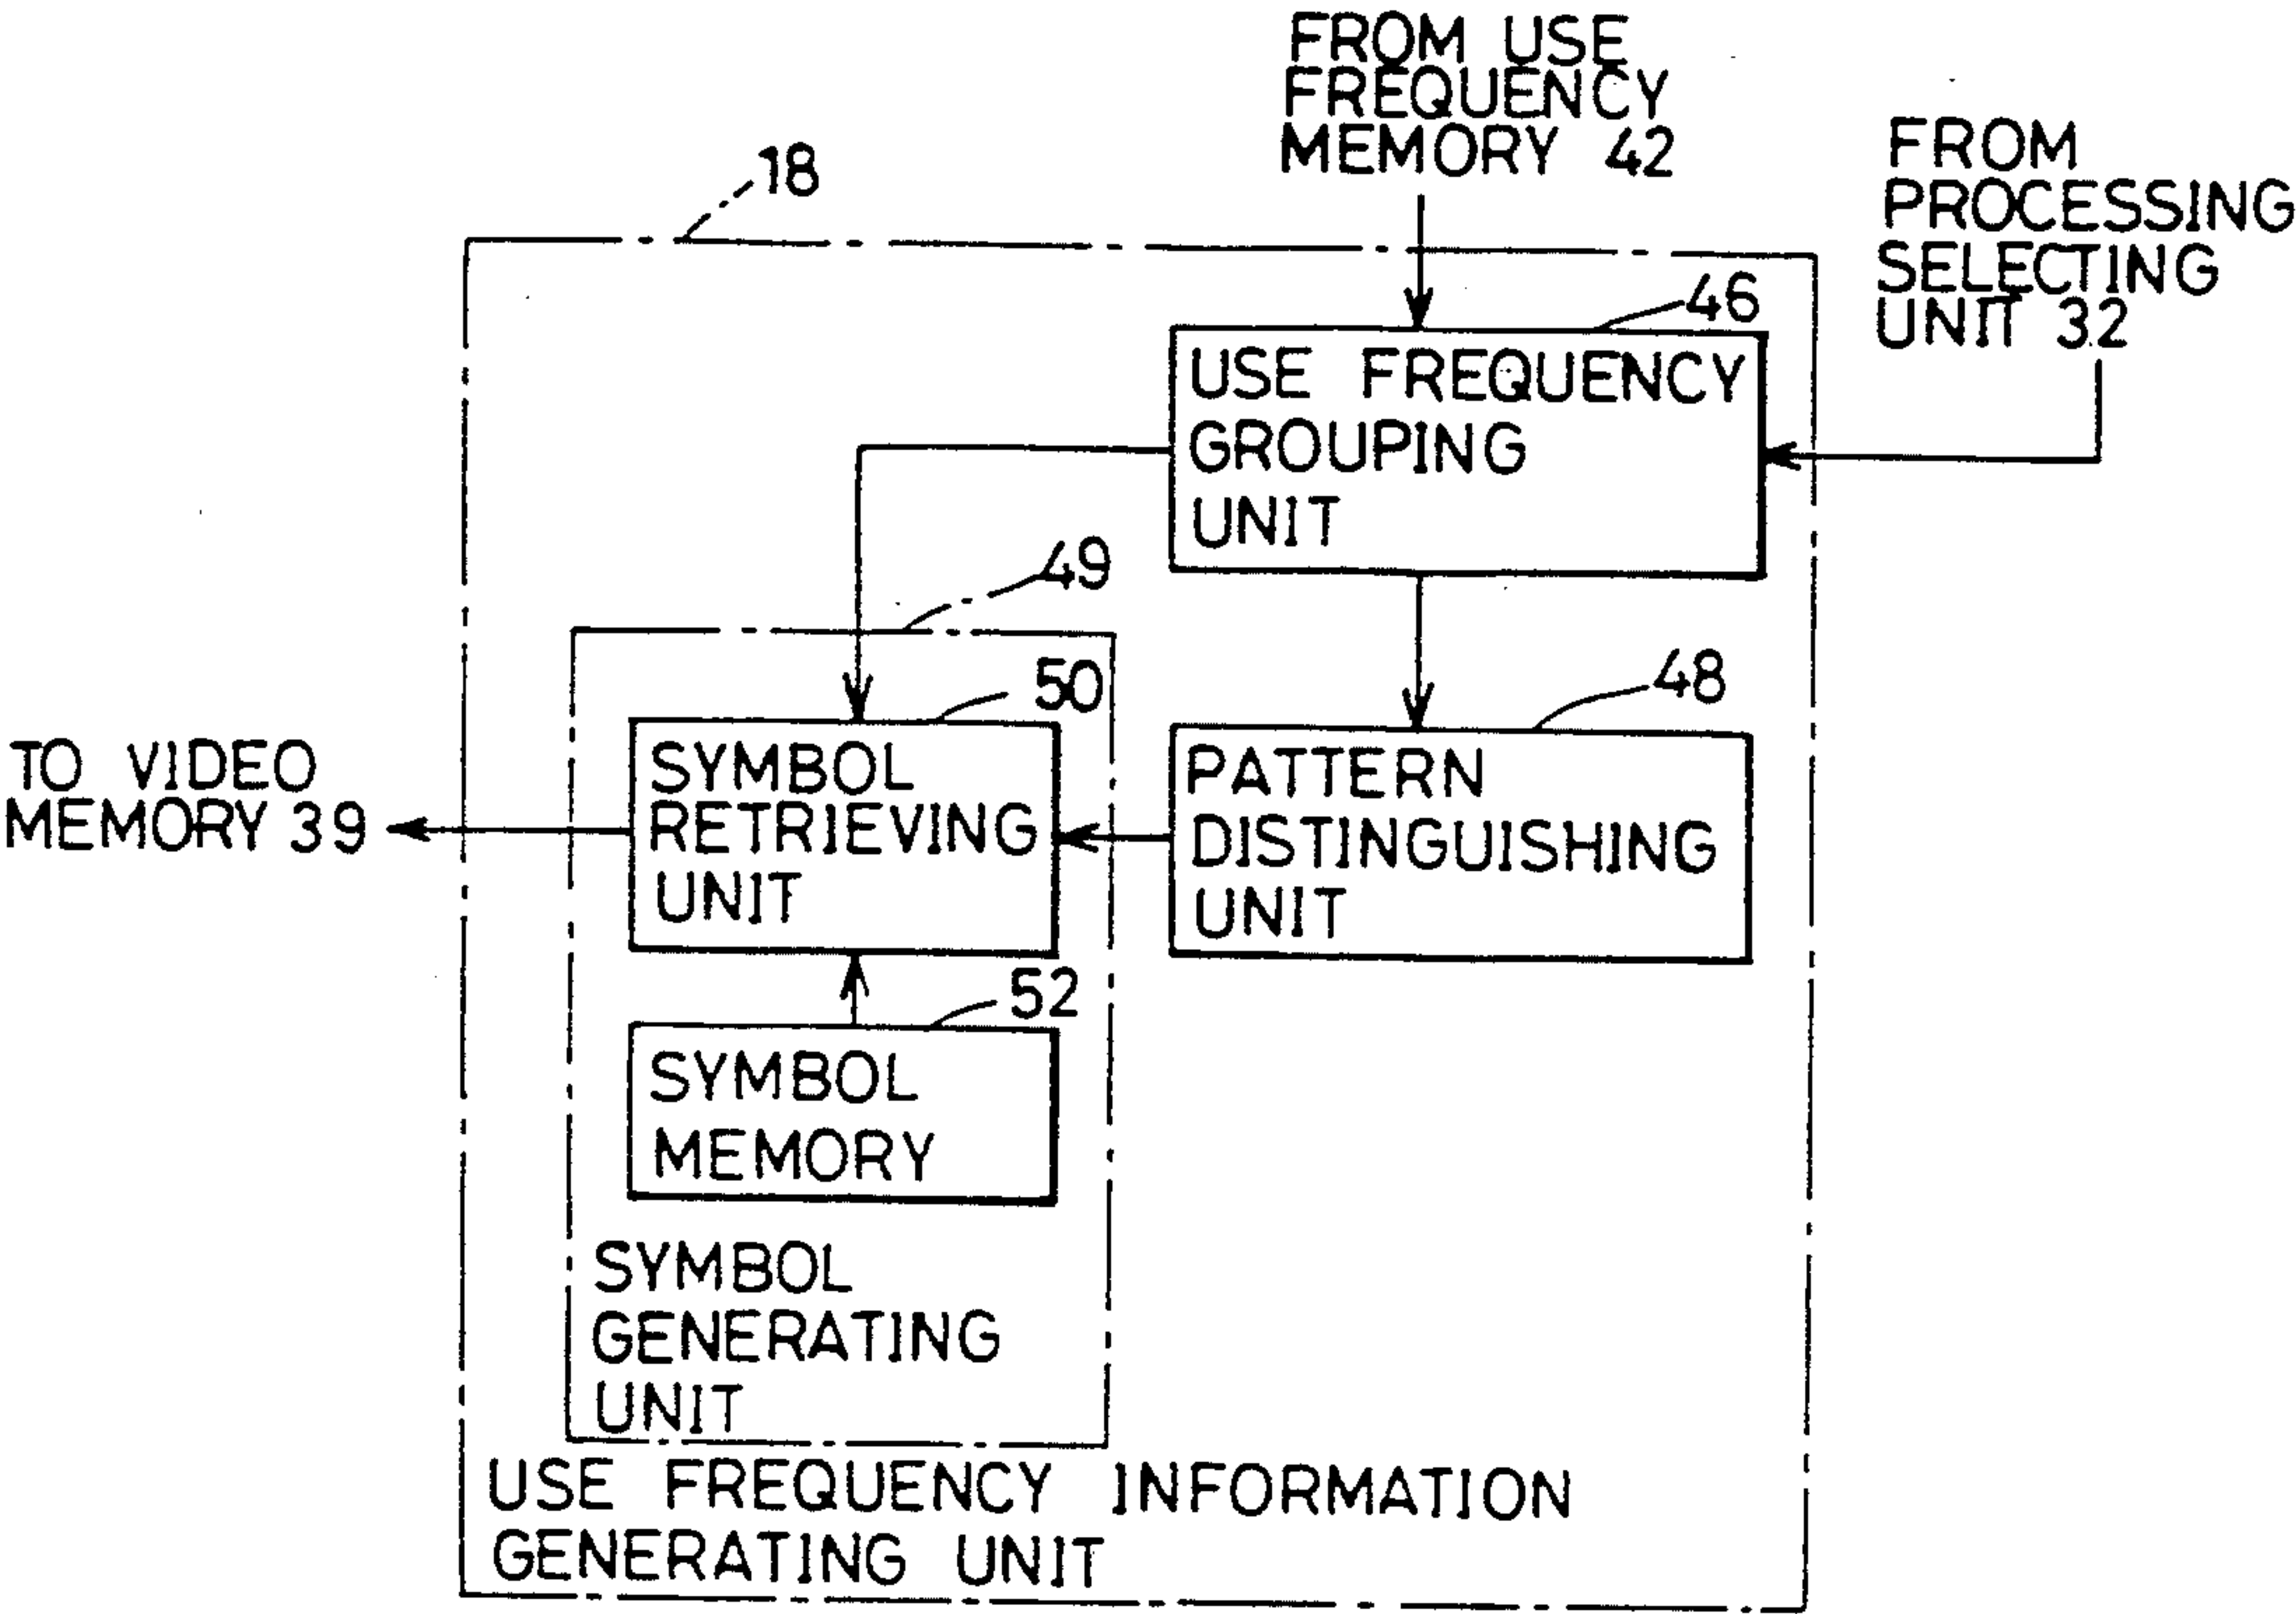 FROM USE
FREQUENCY
MEMORY 42
FROM
PROCESSING
SELECTING
UNIT 32
18
46
USE FREQUENCY
GROUPING
UNIT
49
50
48
SYMBOL
RETRIEVING
UNIT
PATTERN
DISTINGUISHING
UNIT
TO VIDEO
MEMORY 39
52
SYMBOL
MEMORY
SYMBOL
GENERATING
UNIT
USE FREQUENCY INFORMATION
GENERATING UNIT